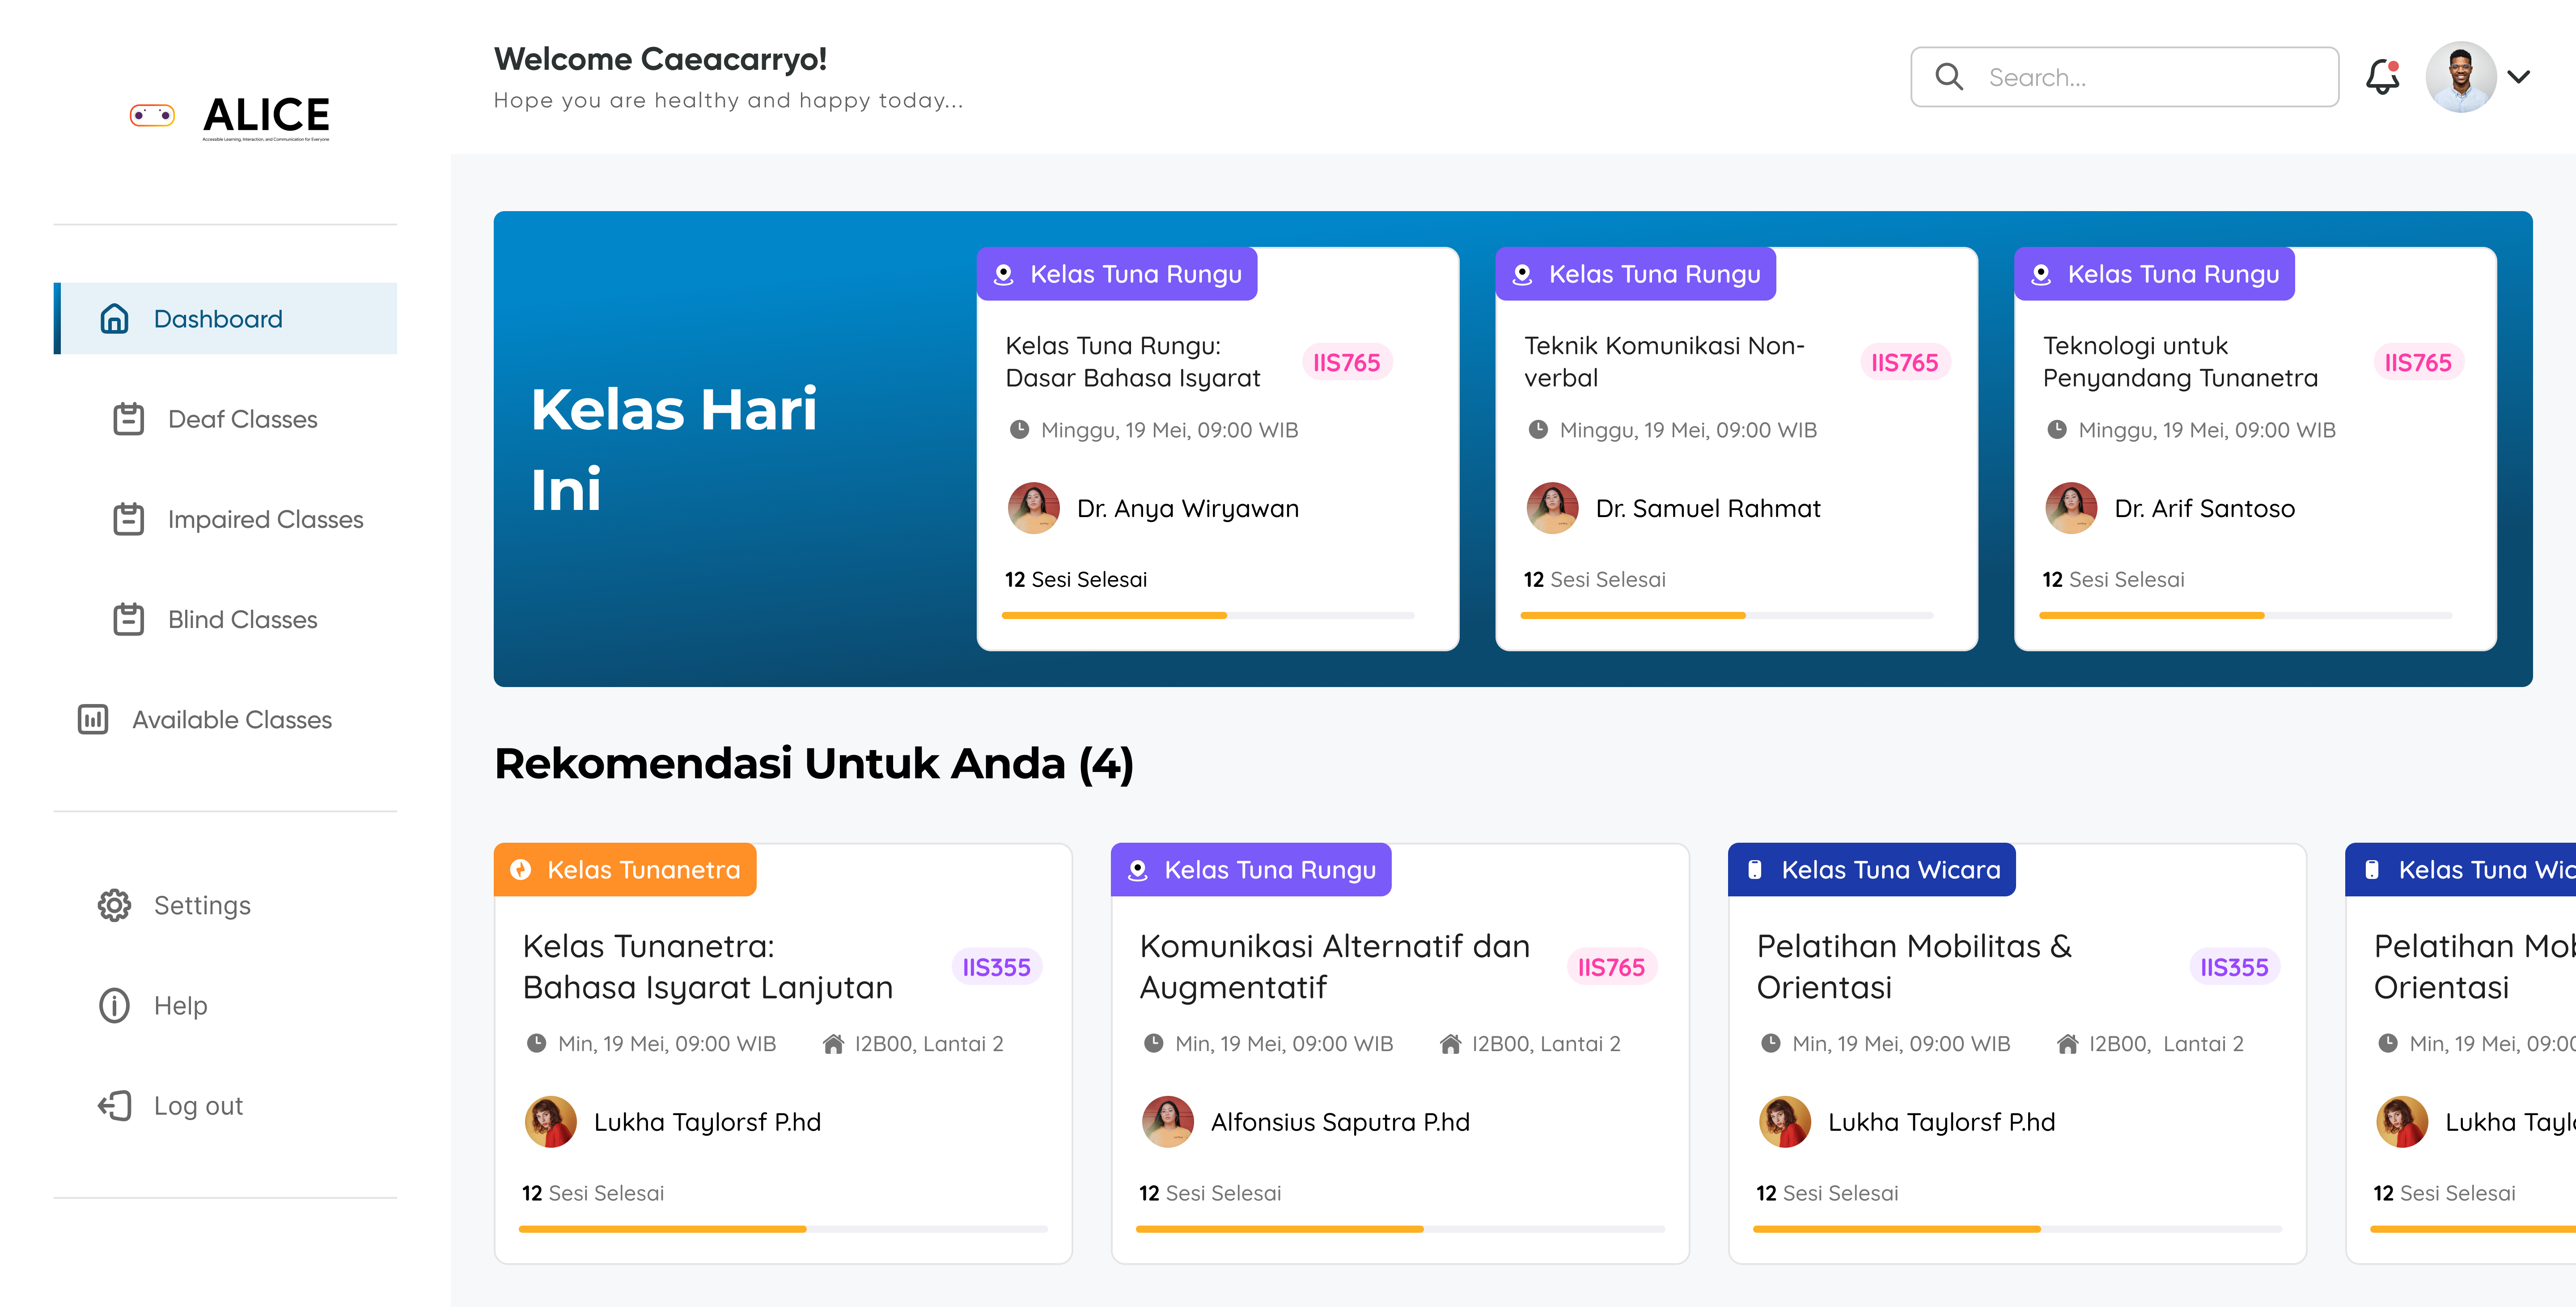 ALICE
Accessible Learning, Interaction, and Communication for Everyone
Dashboard
Deaf Classes
Impaired Classes
Blind Classes
Available Classes
Settings
Help
Log out
Welcome Caeacarryo!
Hope you are healthy and happy today...
Search...
Kelas Hari
Ini
Kelas Tuna Rungu
Kelas Tuna Rungu:
Dasar Bahasa Isyarat
IIS765
Minggu, 19 Mei, 09:00 WIB
Dr. Anya Wiryawan
12 Sesi Selesai
Kelas Tuna Rungu
Teknik Komunikasi Non-
verbal
IIS765
Minggu, 19 Mei, 09:00 WIB
Dr. Samuel Rahmat
12 Sesi Selesai
Kelas Tuna Rungu
Teknologi untuk
Penyandang Tunanetra
IIS765
Minggu, 19 Mei, 09:00 WIB
Dr. Arif Santoso
12 Sesi Selesai
Rekomendasi Untuk Anda (4)
Kelas Tunanetra
Kelas Tunanetra:
Bahasa Isyarat Lanjutan
IIS355
Min, 19 Mei, 09:00 WIB
I2B00, Lantai 2
Lukha Taylorsf P.hd
12 Sesi Selesai
Kelas Tuna Rungu
Komunikasi Alternatif dan
Augmentatif
IIS765
Min, 19 Mei, 09:00 WIB
I2B00, Lantai 2
Alfonsius Saputra P.hd
12 Sesi Selesai
Kelas Tuna Wicara
Pelatihan Mobilitas &
Orientasi
IIS355
Min, 19 Mei, 09:00 WIB
I2B00, Lantai 2
Lukha Taylorsf P.hd
12 Sesi Selesai
Kelas Tuna
Pelatihan
Orientasi
Min, 19 Mei,
Lukha
12 Sesi Selesai